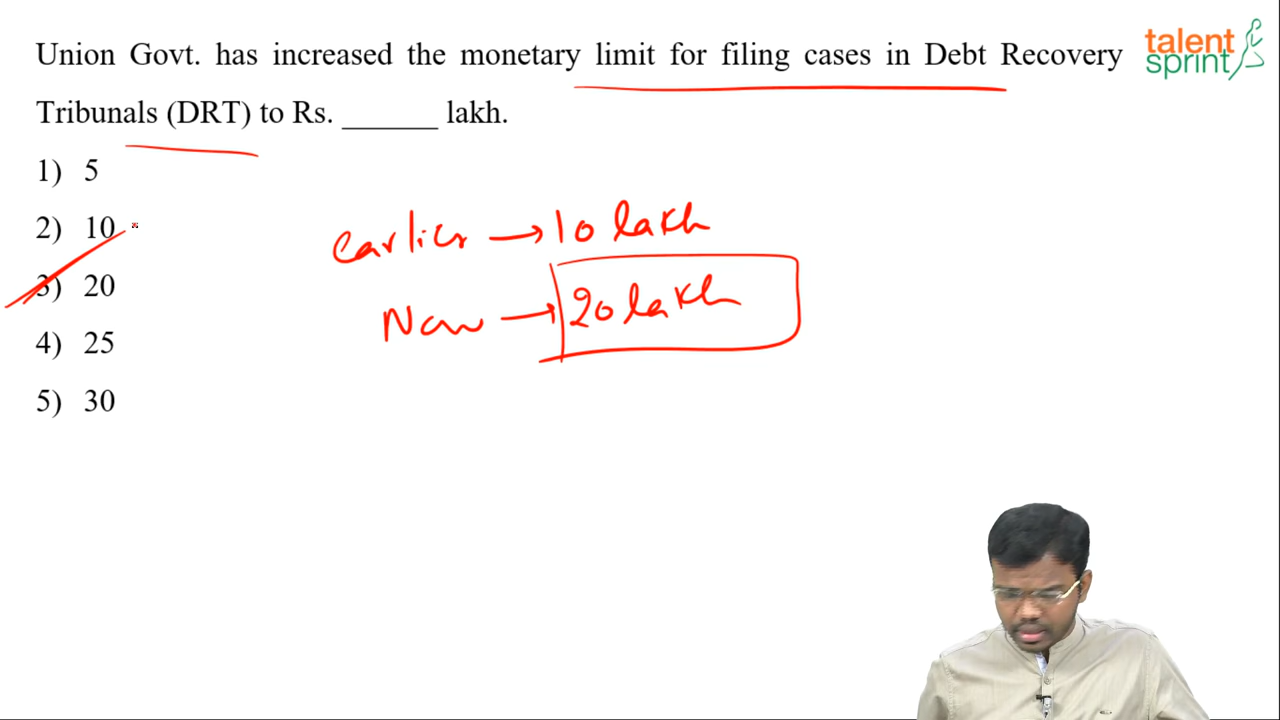 Union Govt. has increased the monetary limit for filing cases in Debt Recovery
Tribunals (DRT) to Rs. ______ lakh.
talent
sprint
1) 5
2) 10
3) 20
4) 25
5) 30
earlier → 10 lakh
Now → 20 lakh